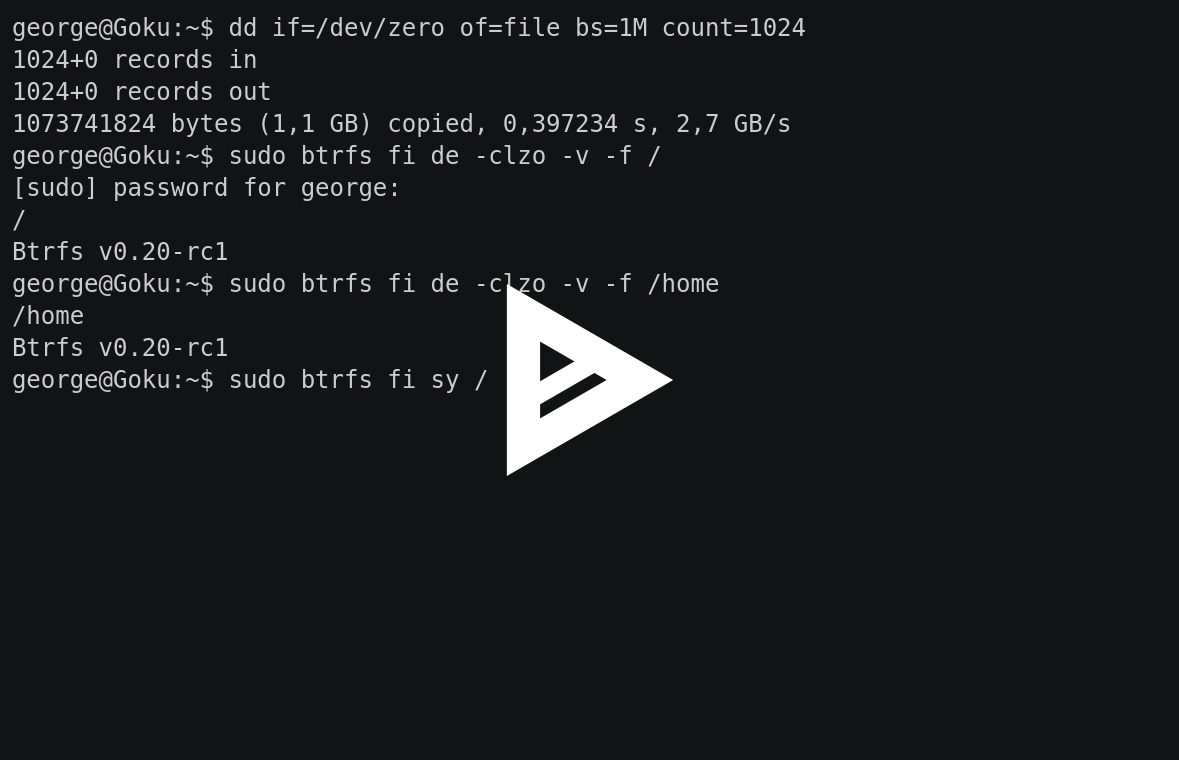 george@Goku:~$ dd if=/dev/zero of=file bs=1M count=1024
1024+0 records in
1024+0 records out
1073741824 bytes (1,1 GB) copied, 0,397234 s, 2,7 GB/s
george@Goku:~$ sudo btrfs fi de -clzo -v -f /
[sudo] password for george:
/
Btrfs v0.20-rc1
george@Goku:~$ sudo btrfs fi de -clzo -v -f /home
/home
Btrfs v0.20-rc1
george@Goku:~$ sudo btrfs fi sy /